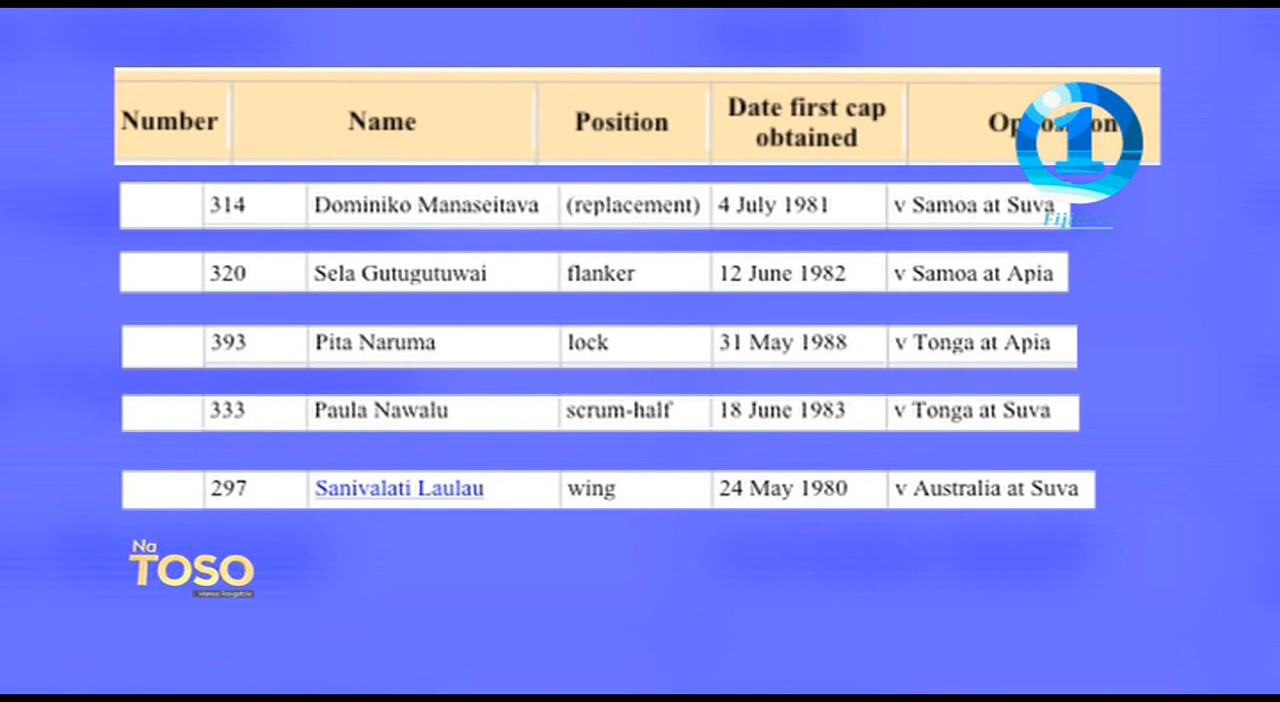 Number Name Position Date first cap obtained Opposition
314 Dominiko Manaseitava (replacement) 4 July 1981 v Samoa at Suva
320 Sela Gutugutuwai flanker 12 June 1982 v Samoa at Apia
393 Pita Naruma lock 31 May 1988 v Tonga at Apia
333 Paula Nawalu scrum-half 18 June 1983 v Tonga at Suva
297 Sanivalati Laulau wing 24 May 1980 v Australia at Suva
1
Na
TOSO